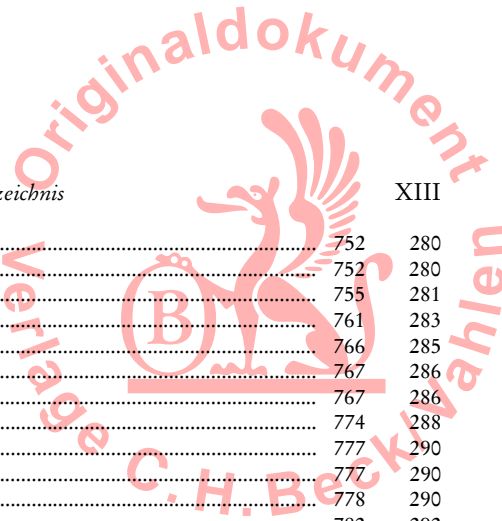 Originaldokument
zeichnis XIII
........ 752 280
........ 752 280
........ 755 281
........ 761 283
........ 766 285
........ 767 286
........ 767 286
........ 774 288
........ 777 290
........ 777 290
........ 778 290
B
Verlage C.H.Beck/Vahlen